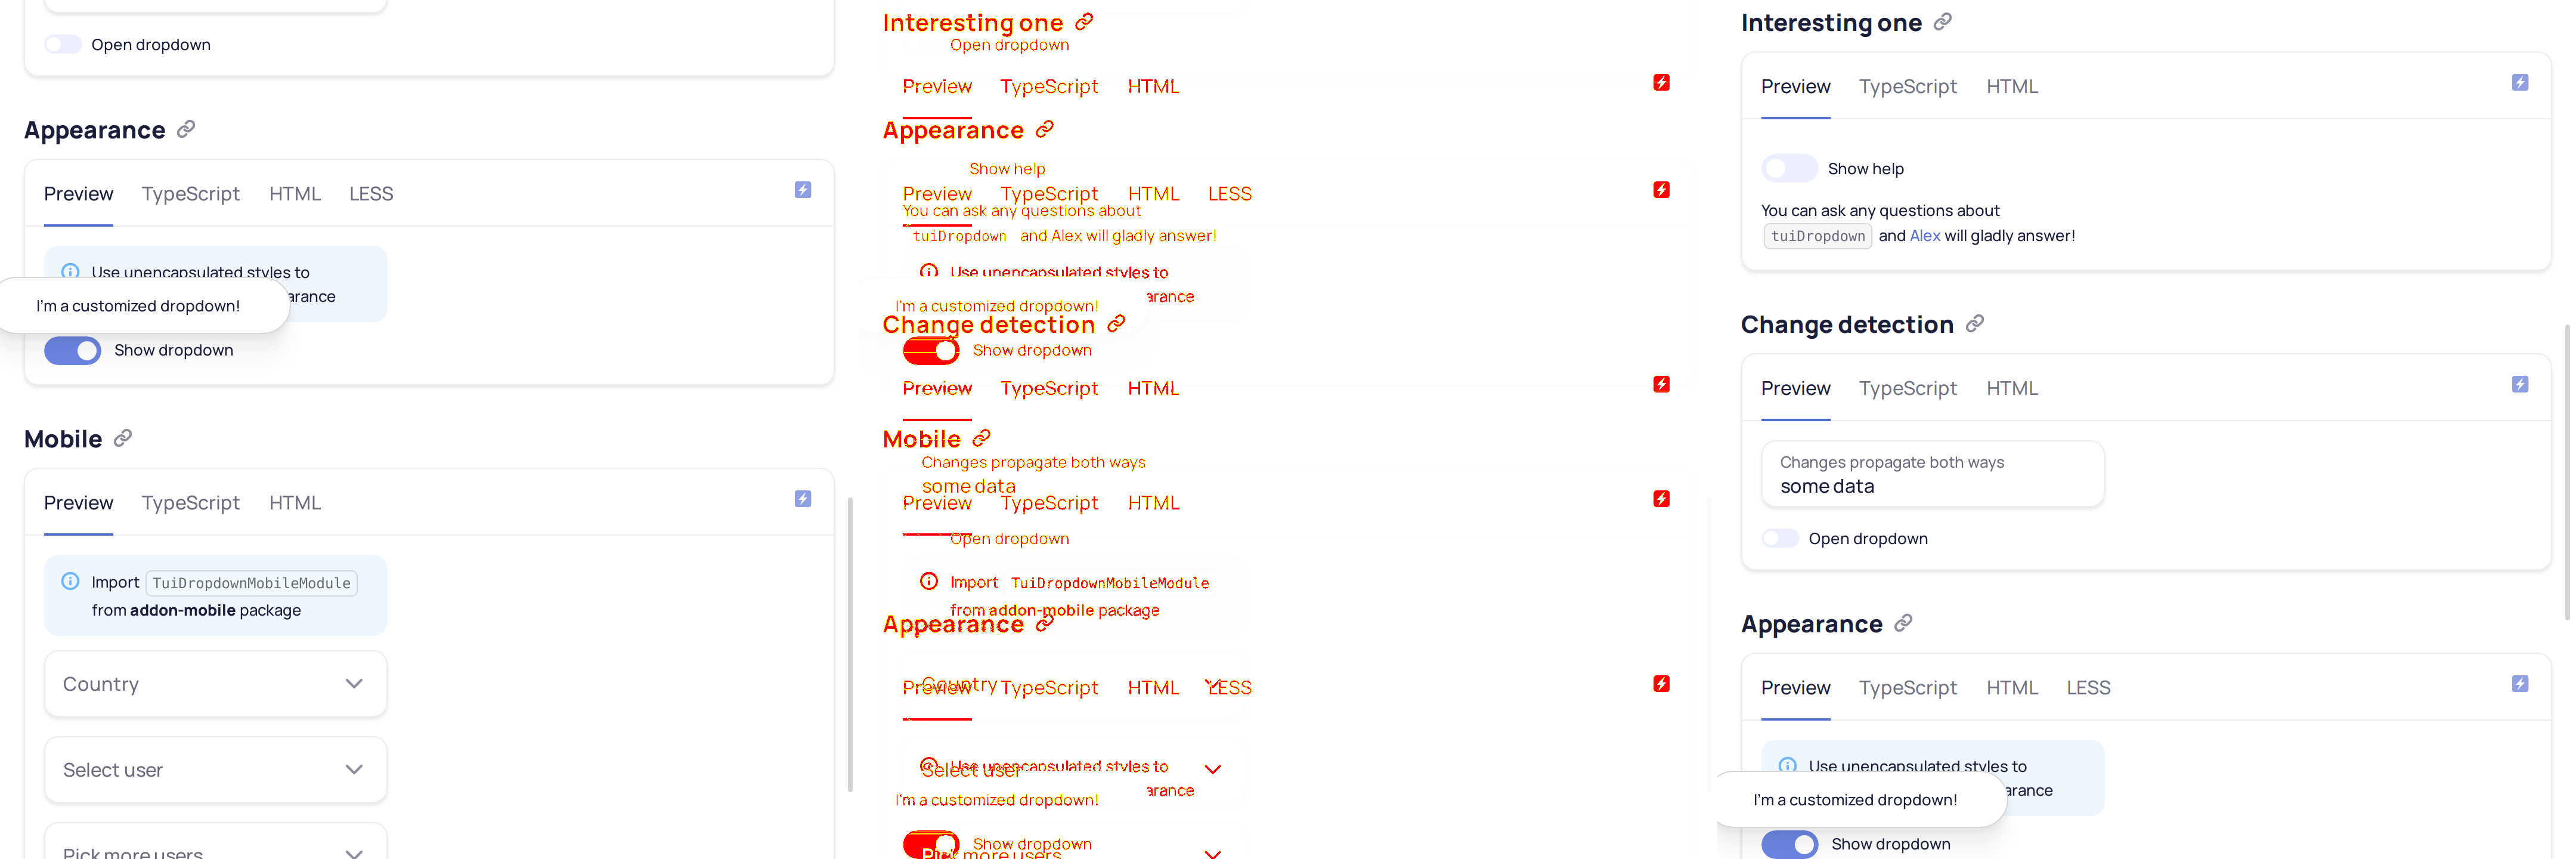 Open dropdown
Appearance
Preview TypeScript HTML LESS
Use unencapsulated styles to
arance
I'm a customized dropdown!
Show dropdown
Mobile
Preview TypeScript HTML
Import TuiDropdownMobileModule
from addon-mobile package
Country
Select user
Pick more users
Interesting one
Open dropdown
Preview TypeScript HTML
Appearance
Show help
Preview TypeScript HTML LESS
You can ask any questions about
tuiDropdown and Alex will gladly answer!
Use unencapsulated styles to
arance
I'm a customized dropdown!
Change detection
Show dropdown
Preview TypeScript HTML
Mobile
Changes propagate both ways
some data
Preview TypeScript HTML
Open dropdown
Import TuiDropdownMobileModule
from addon-mobile package
Appearance
Country
Preview TypeScript HTML LESS
Use unencapsulated styles to
Select user
arance
I'm a customized dropdown!
Show dropdown
Pick more users
Interesting one
Preview TypeScript HTML
Show help
You can ask any questions about
tuiDropdown and Alex will gladly answer!
Change detection
Preview TypeScript HTML
Changes propagate both ways
some data
Open dropdown
Appearance
Preview TypeScript HTML LESS
Use unencapsulated styles to
arance
I'm a customized dropdown!
Show dropdown